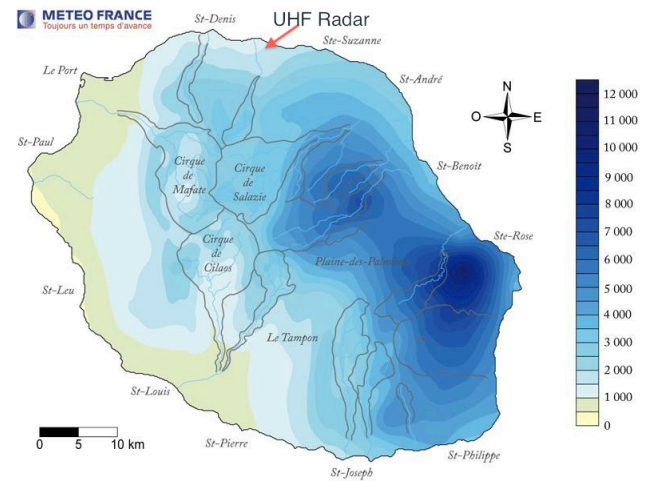 METEO FRANCE
Toujours un temps d'avance
UHF Radar
St-Denis
Ste-Suzanne
Le Port
St-André
N
O
E
S
St-Paul
Cirque
de
Mafate
Cirque
de
Salazie
St-Benoît
Cirque
de
Cilaos
Ste-Rose
Plaine-des-Palmistes
St-Leu
Le Tampon
St-Louis
St-Pierre
St-Joseph
St-Philippe
0 5 10 km
12 000
10 000
9 000
8 000
7 000
6 000
5 000
4 000
3 000
2 000
1 000
0